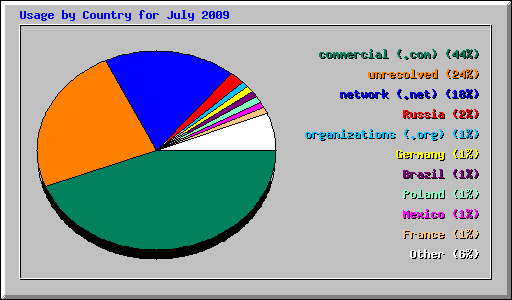 Usage by Country for July 2009
commercial (.com) (44%)
unresolved (24%)
network (.net) (18%)
Russia (2%)
organizations (.org) (1%)
Germany (1%)
Brazil (1%)
Poland (1%)
Mexico (1%)
France (1%)
Other (6%)